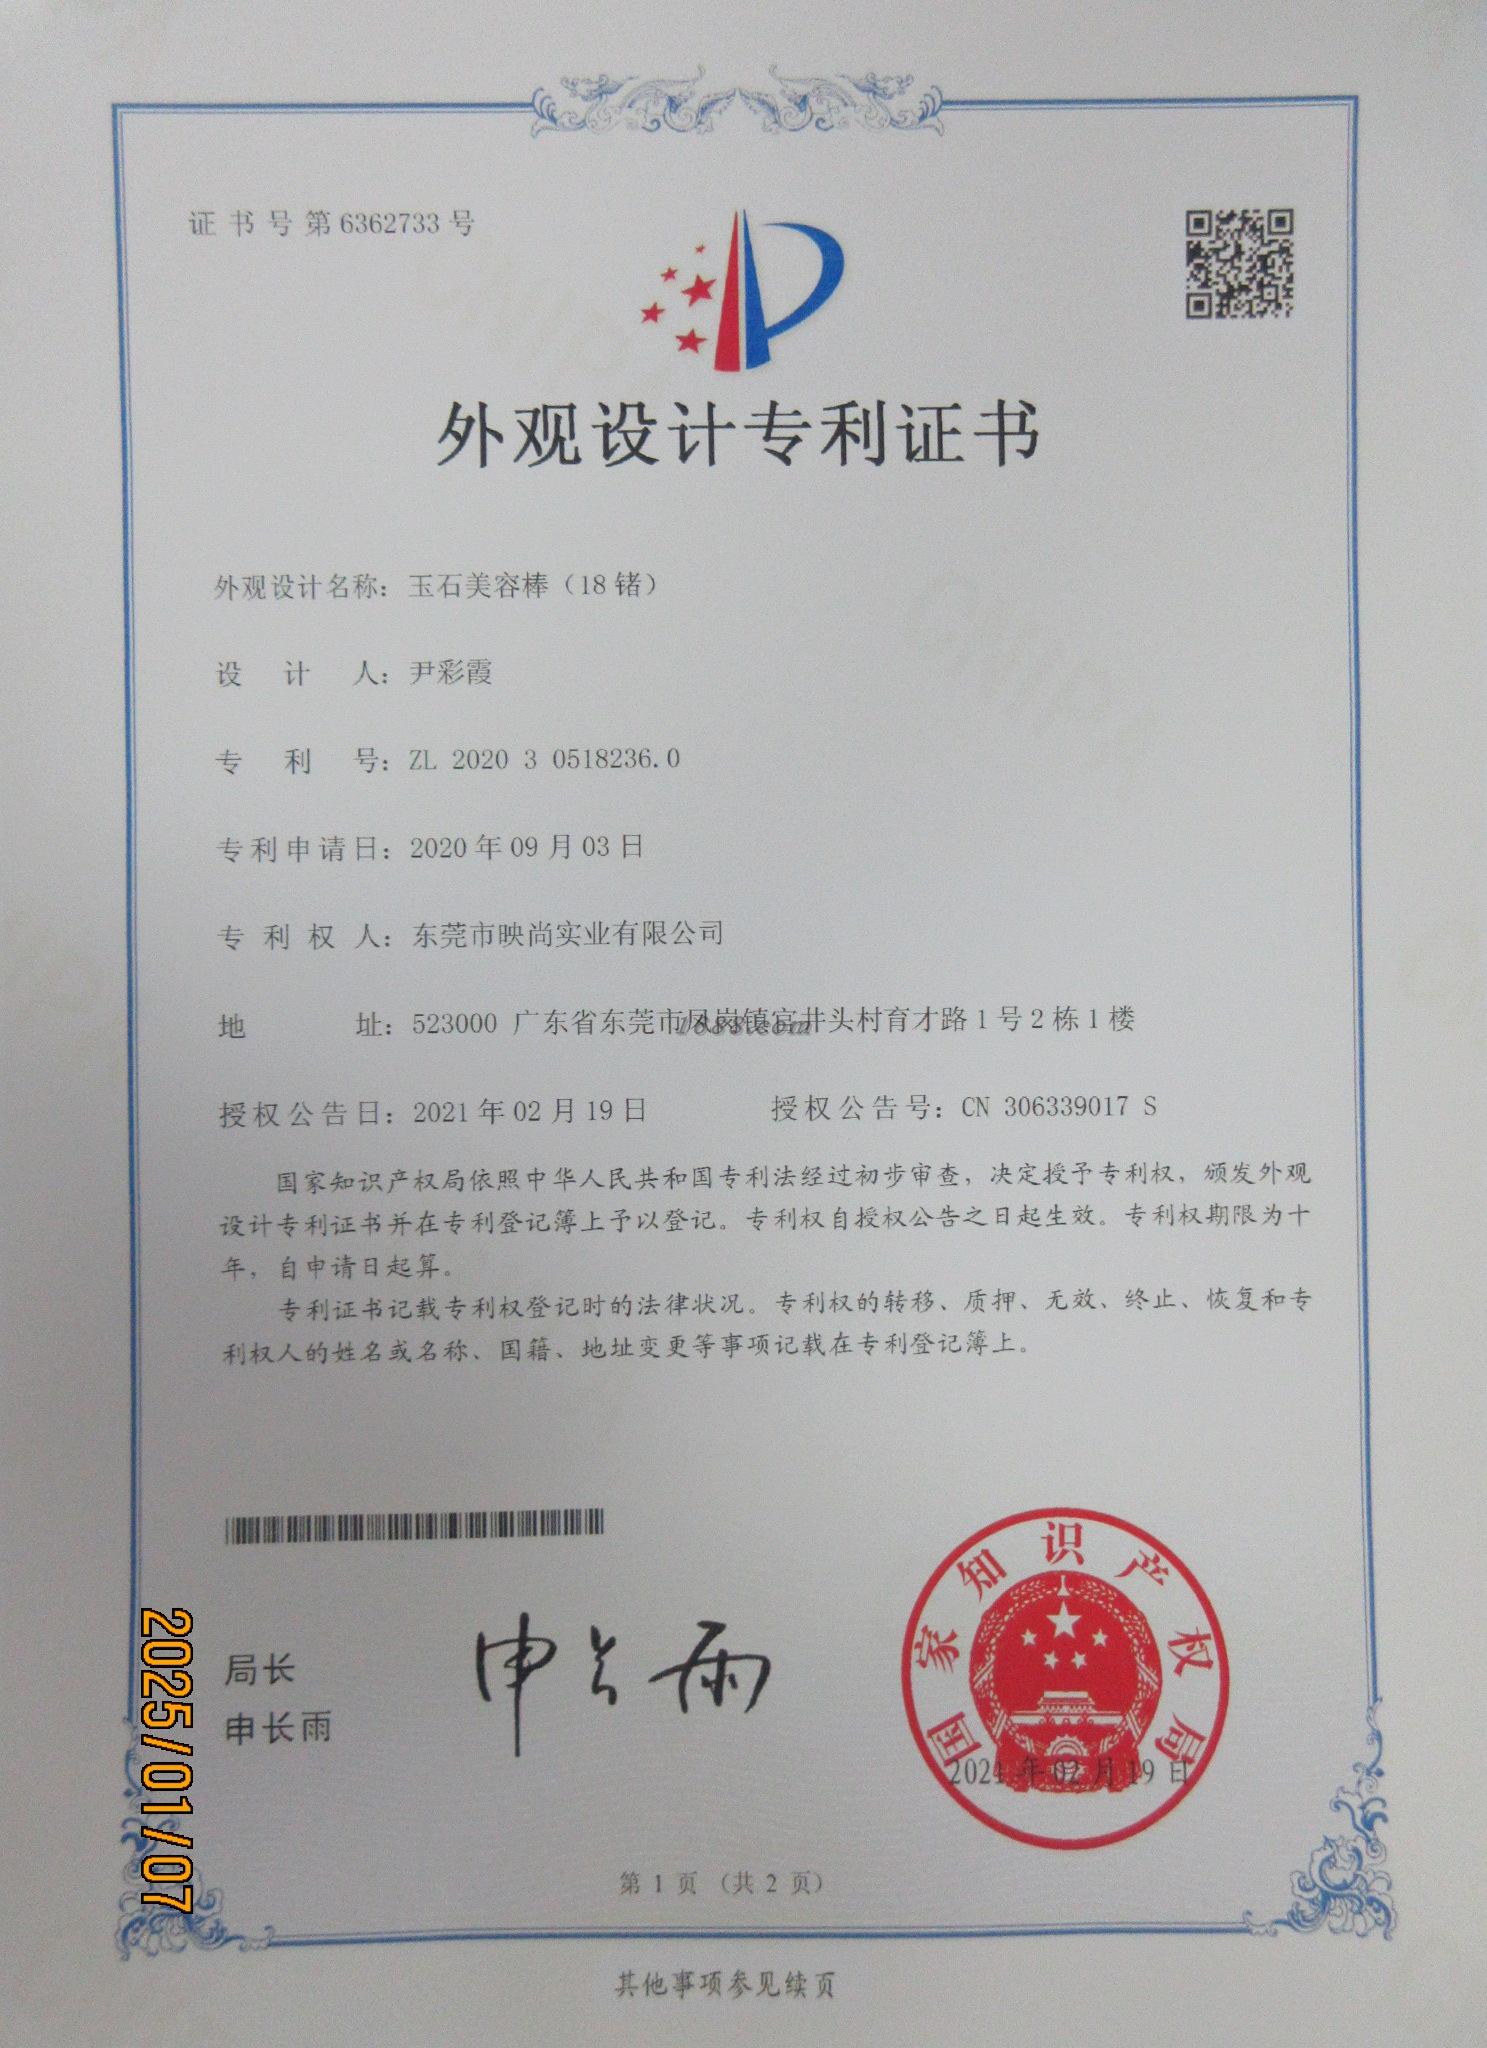 证书号第6362733号
外观设计专利证书
外观设计名称：玉石美容棒（18锗）
设计人：尹彩霞
专利号：ZL 2020 3 0518236.0
专利申请日：2020年09月03日
专利权人：东莞市映尚实业有限公司
地址：523000 广东省东莞市凤岗镇官井头村育才路1号2栋1楼
1688.com
授权公告日：2021年02月19日 授权公告号：CN 306339017 S
国家知识产权局依照中华人民共和国专利法经过初步审查，决定授予专利权，颁发外观
设计专利证书并在专利登记簿上予以登记。专利权自授权公告之日起生效。专利权期限为十
年，自申请日起算。
专利证书记载专利权登记时的法律状况。专利权的转移、质押、无效、终止、恢复和专
利权人的姓名或名称、国籍、地址变更等事项记载在专利登记簿上。
局长
申长雨
申长雨
国家知识产权局
2021年02月19日
2025/01/07
第 1 页 （共 2 页）
其他事项参见续页